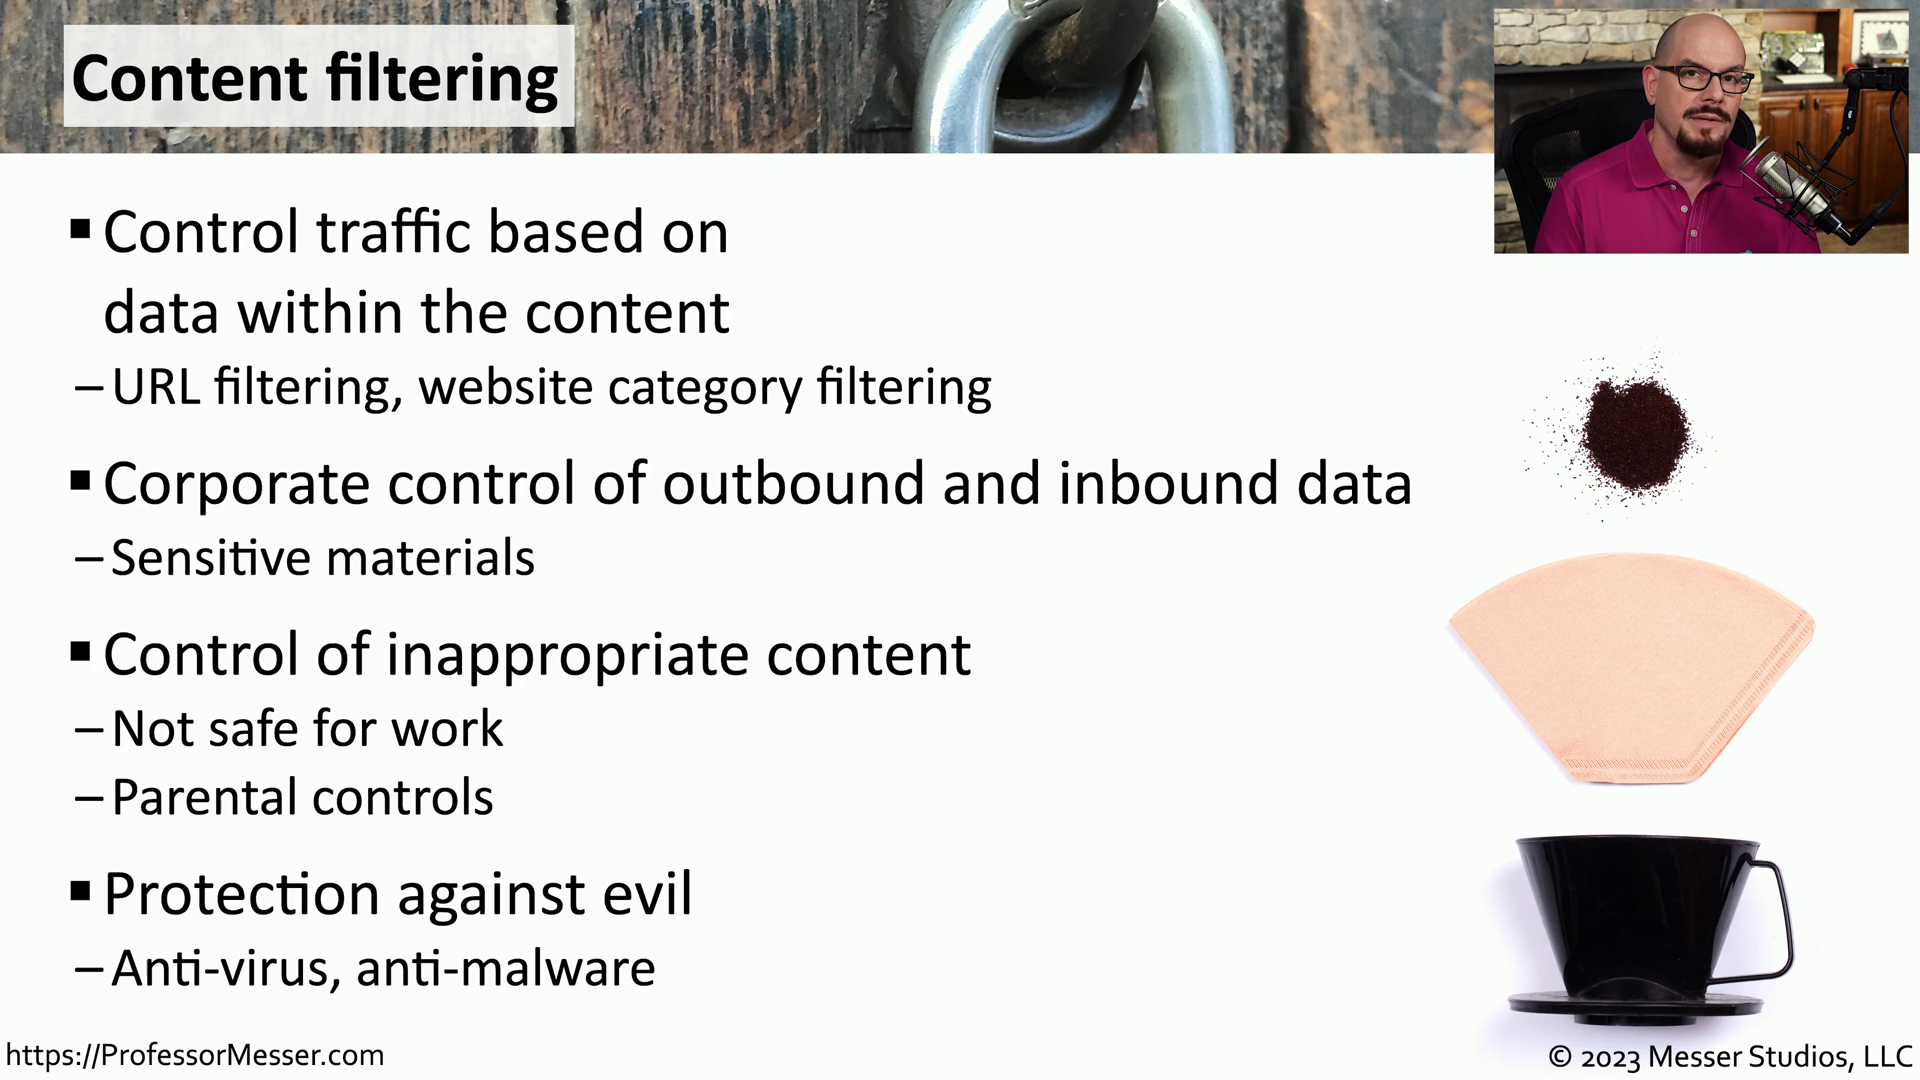 Content filtering
▪ Control traffic based on
data within the content
– URL filtering, website category filtering
▪ Corporate control of outbound and inbound data
– Sensitive materials
▪ Control of inappropriate content
– Not safe for work
– Parental controls
▪ Protection against evil
– Anti-virus, anti-malware
https://ProfessorMesser.com
© 2023 Messer Studios, LLC